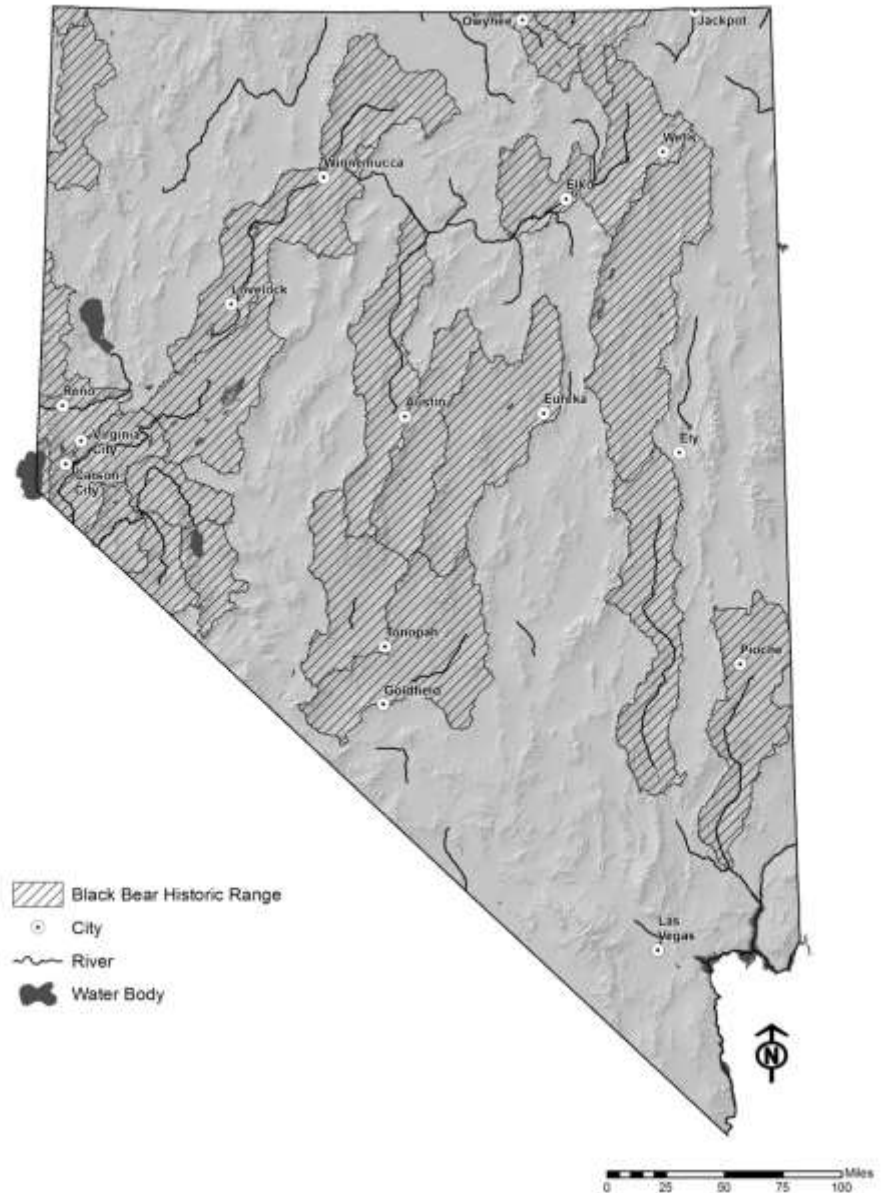 Owyhee
Jackpot
Wells
Winnemucca
Elko
Lovelock
Reno
Austin
Eureka
Virginia
City
Ely
Carson
City
Tonopah
Pioche
Goldfield
Black Bear Historic Range
City
River
Water Body
Las
Vegas
N
Miles
0 25 50 75 100